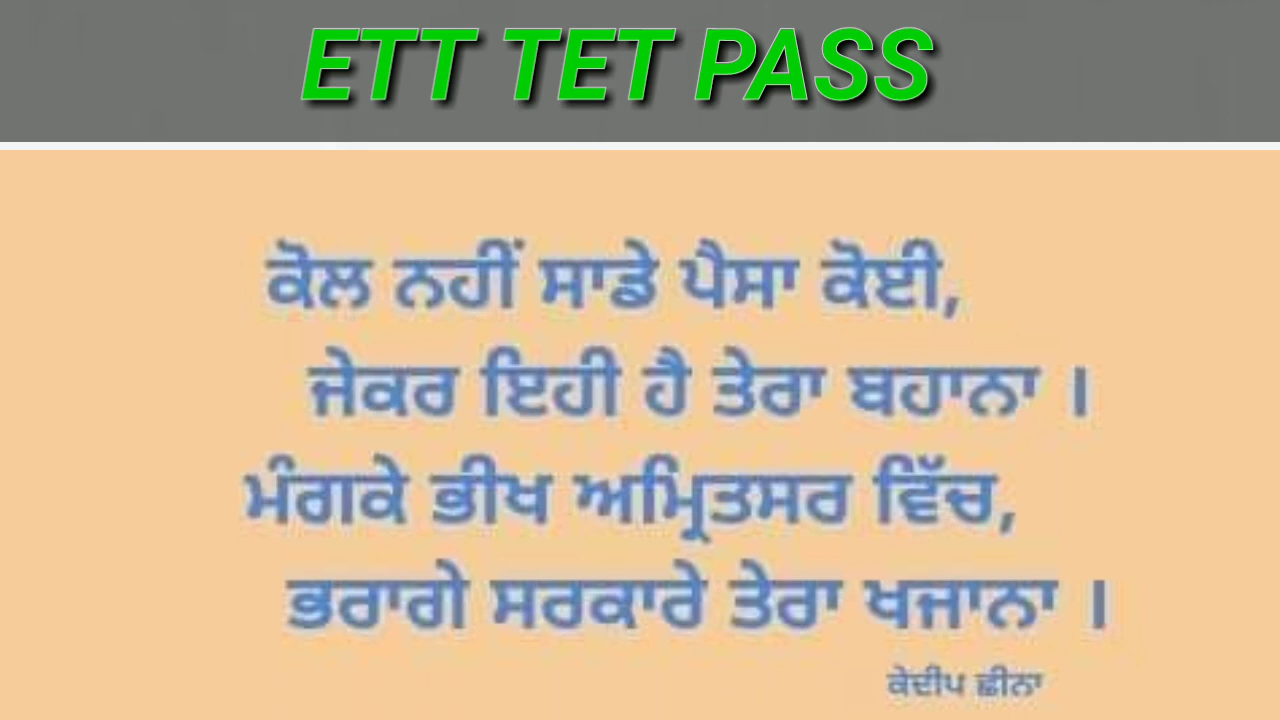 ETT TET PASS
ਕੋਲ ਨਹੀਂ ਸਾਡੇ ਪੈਸਾ ਕੋਈ,
ਜੇਕਰ ਇਹੀ ਹੈ ਤੇਰਾ ਬਹਾਨਾ ।
ਮੰਗਕੇ ਭੀਖ ਅਮ੍ਰਿਤਸਰ ਵਿੱਚ,
ਭਰਾਗੇ ਸਰਕਾਰੇ ਤੇਰਾ ਖਜਾਨਾ ।
ਕੇਦੀਪ ਛੀਨਾ